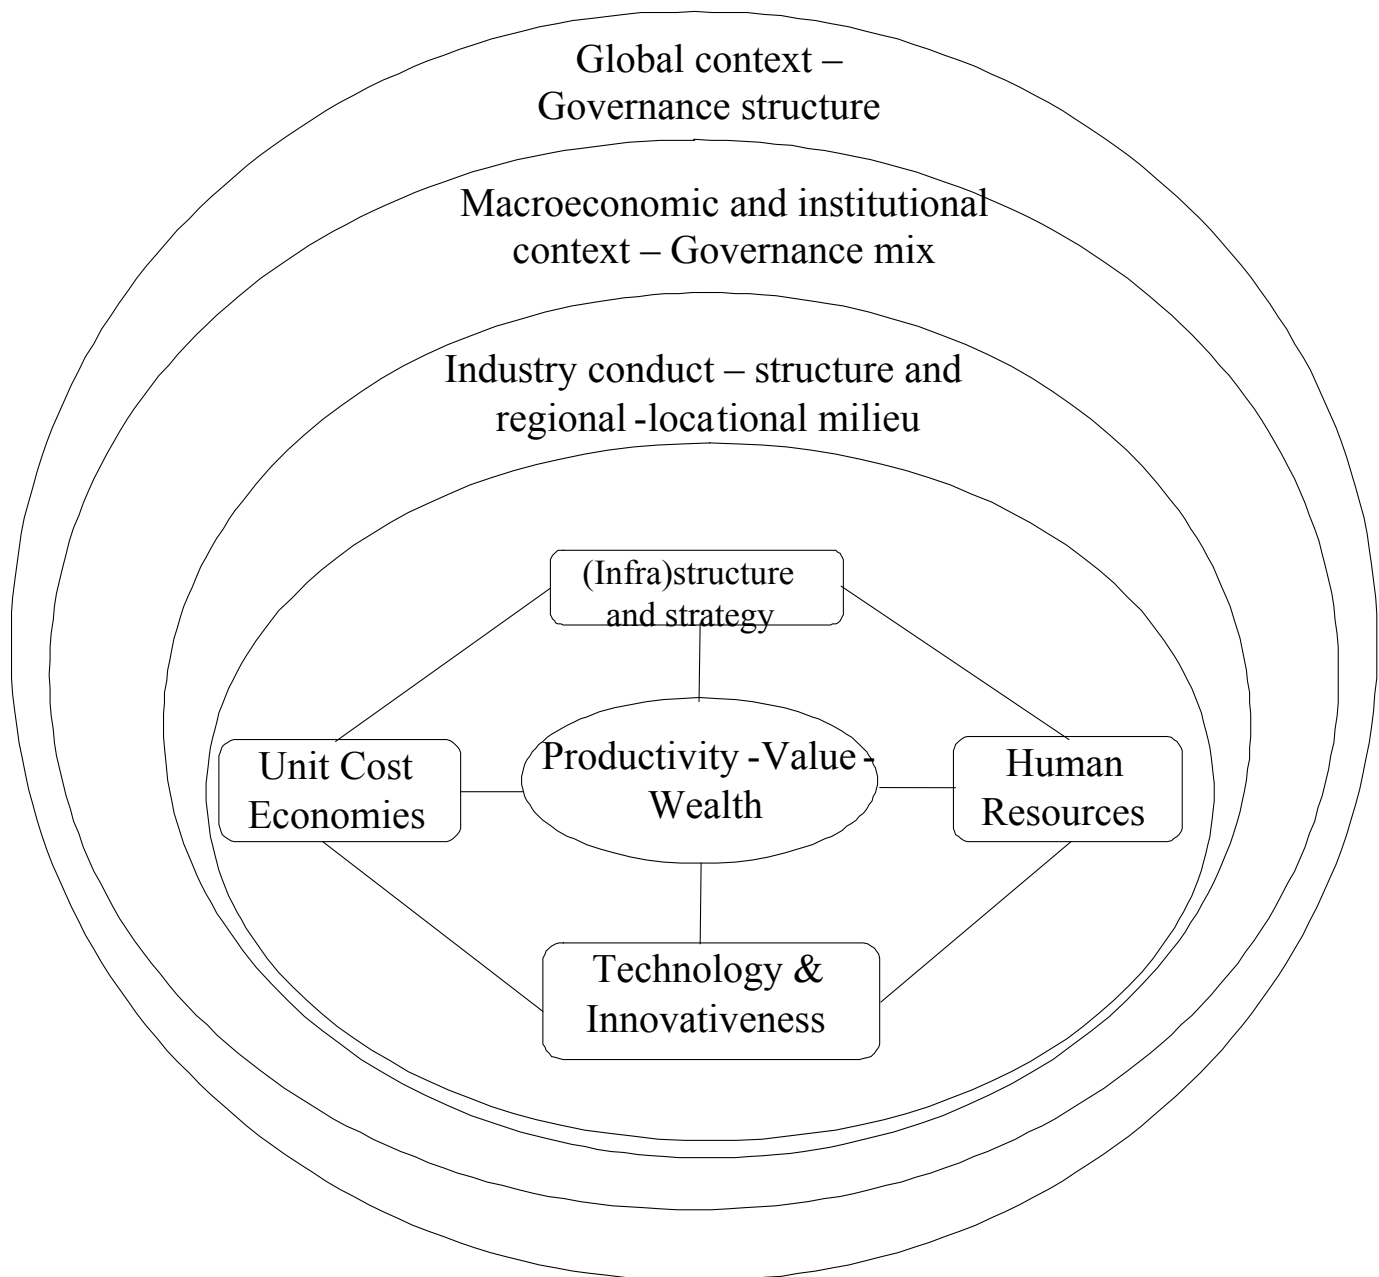 Global context –
Governance structure
Macroeconomic and institutional
context – Governance mix
Industry conduct – structure and
regional -locational milieu
(Infra)structure
and strategy
Unit Cost
Economies
Productivity -Value -
Wealth
Human
Resources
Technology &
Innovativeness